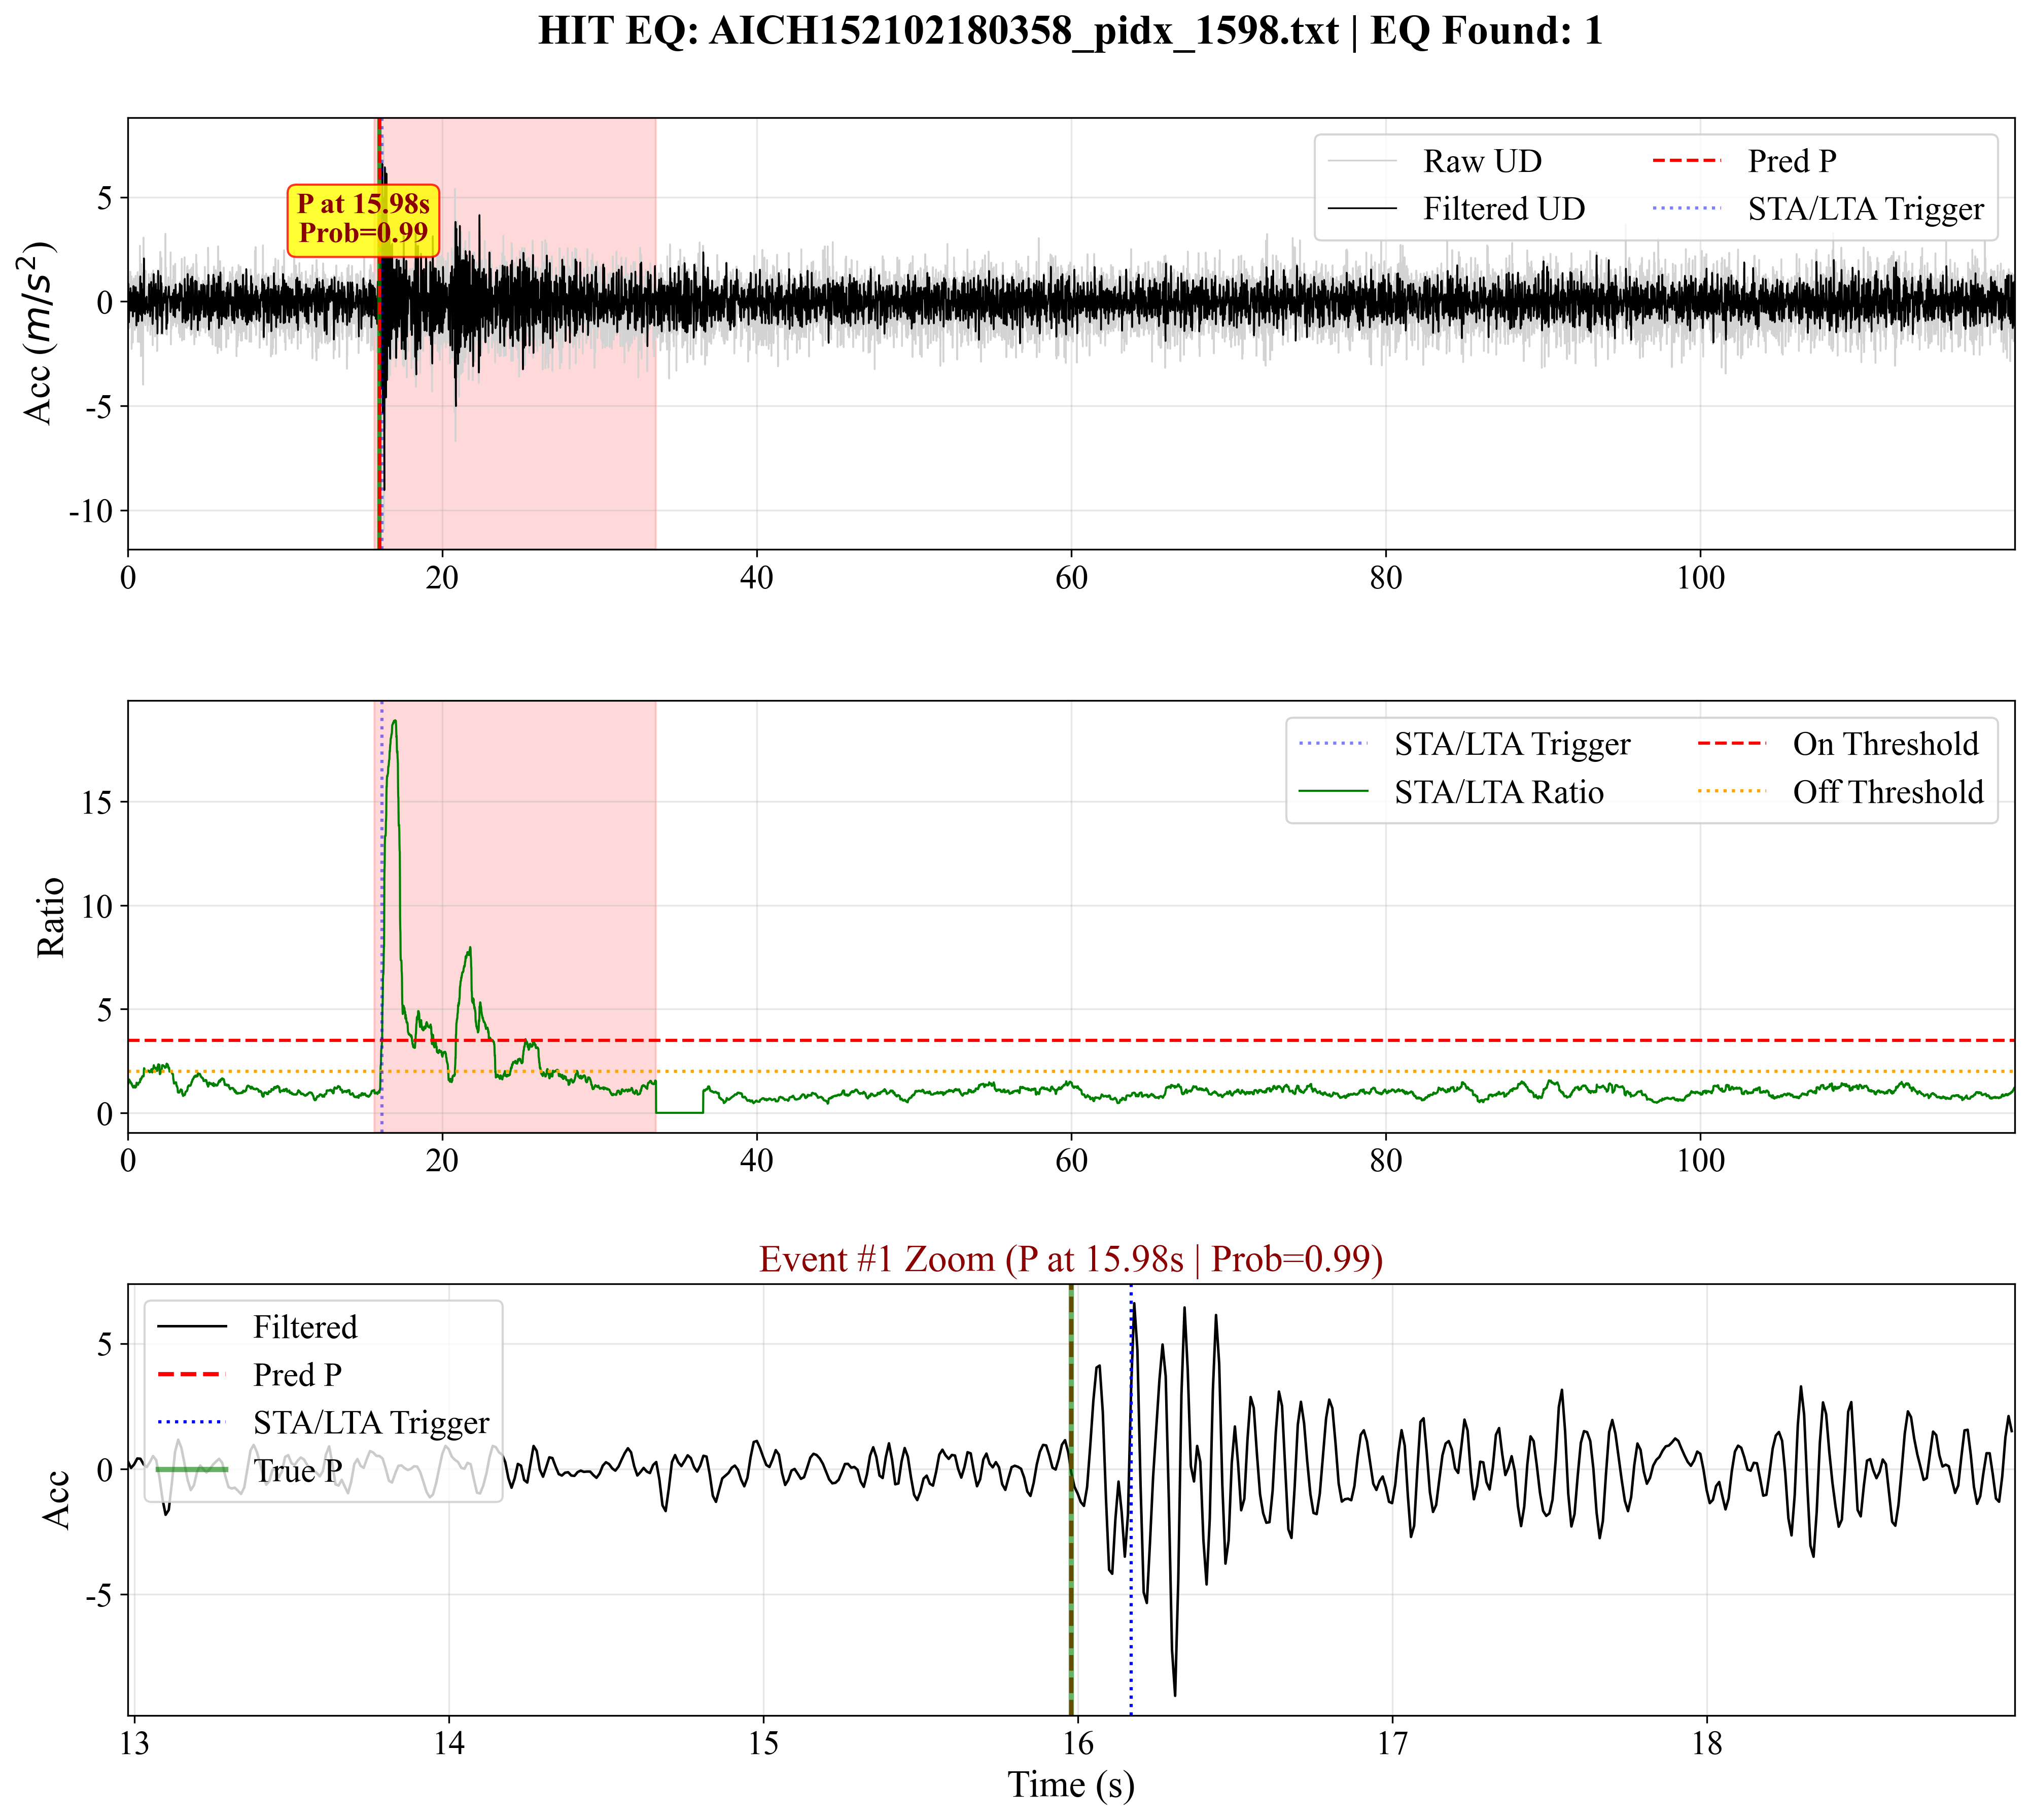 HIT EQ: AICH152102180358_pidx_1598.txt | EQ Found: 1
Acc (m/s²)
5
0
-5
-10
P at 15.98s
Prob=0.99
Raw UD
Filtered UD
Pred P
STA/LTA Trigger
0 20 40 60 80 100
Ratio
15
10
5
0
STA/LTA Trigger
STA/LTA Ratio
On Threshold
Off Threshold
0 20 40 60 80 100
Event #1 Zoom (P at 15.98s | Prob=0.99)
Acc
5
0
-5
Filtered
Pred P
STA/LTA Trigger
True P
13 14 15 16 17 18
Time (s)